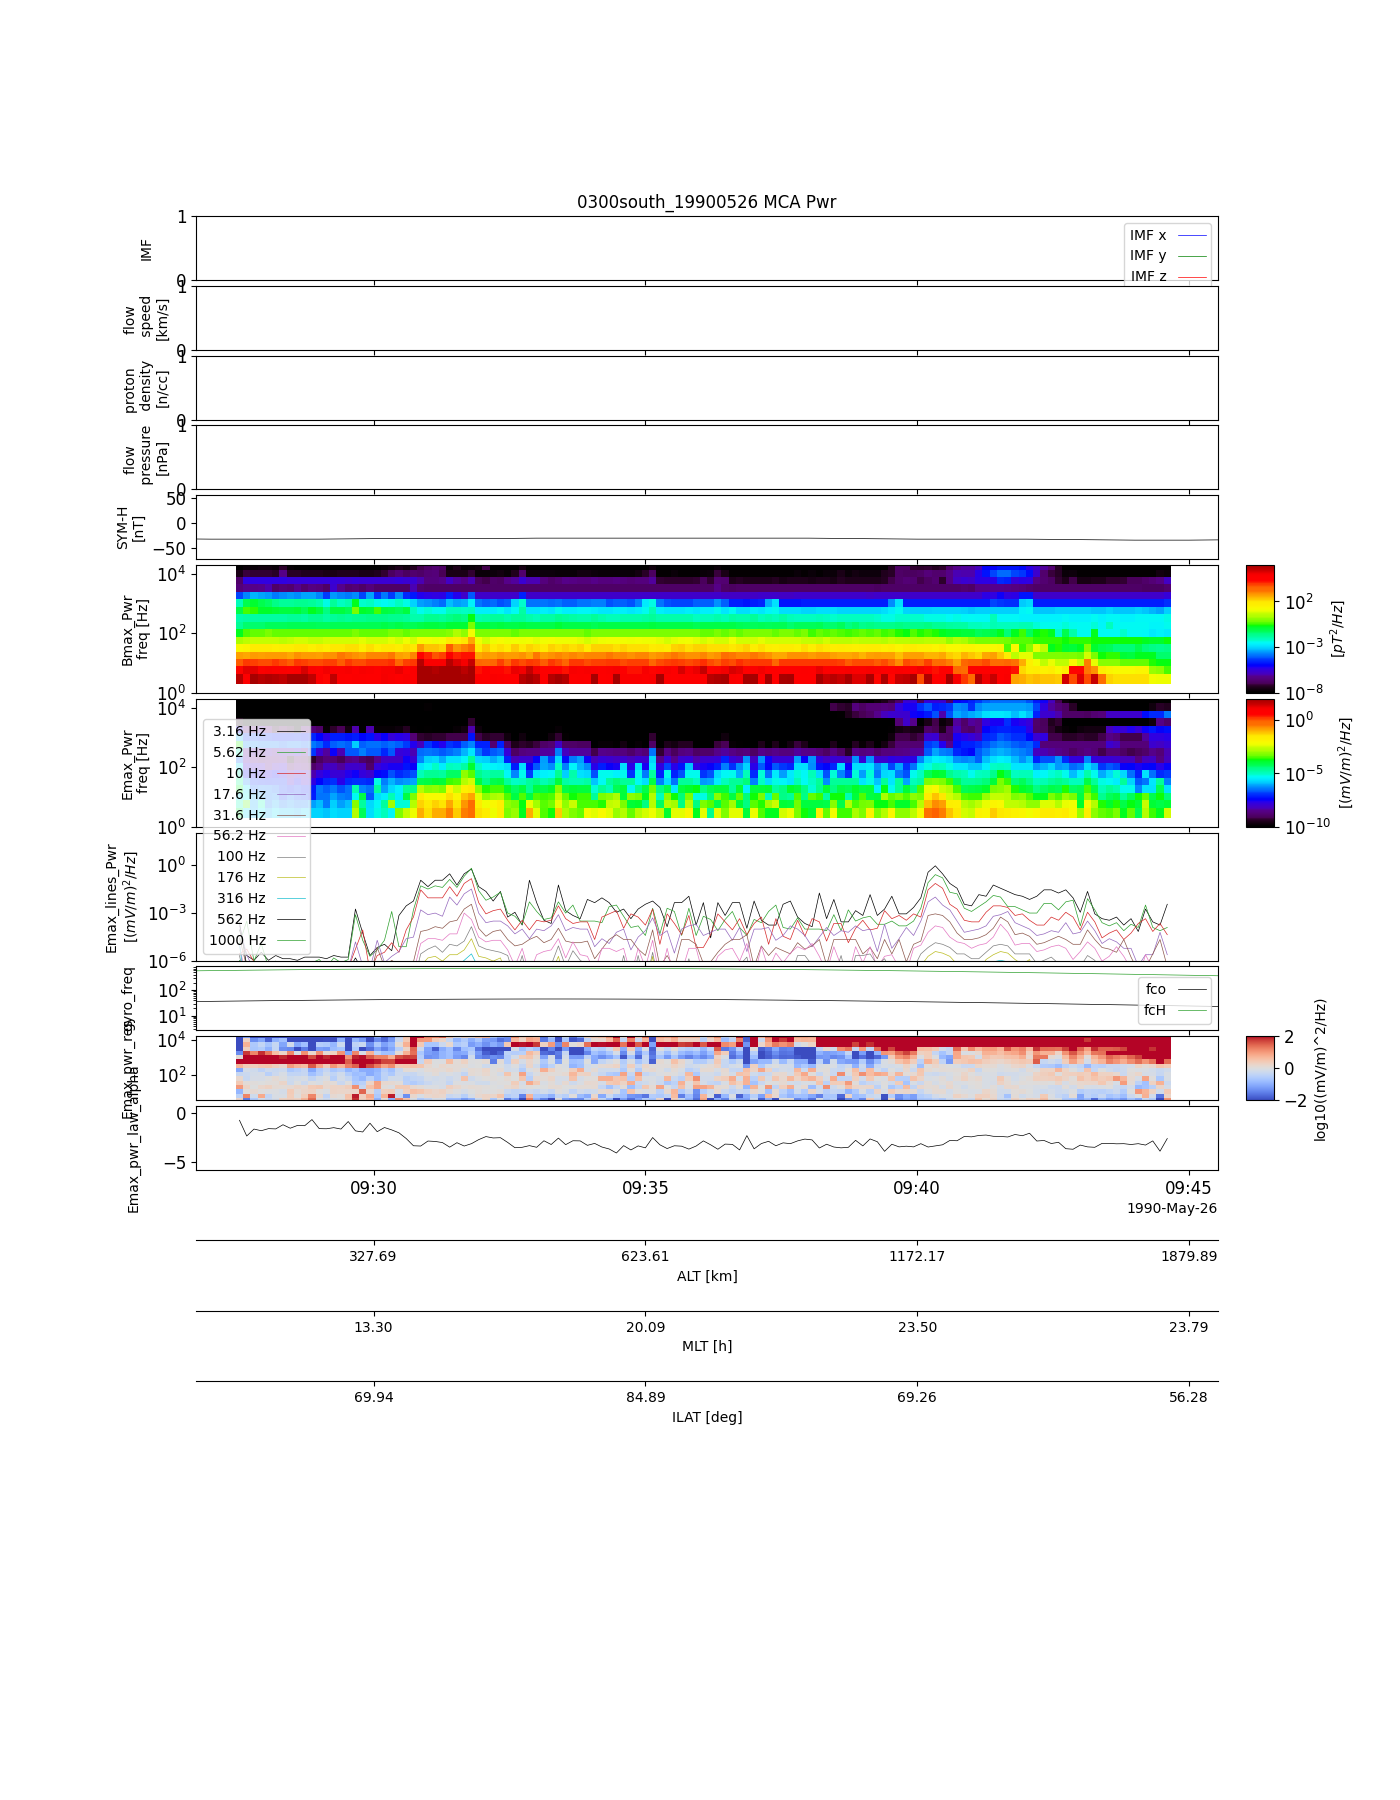 0300south_19900526 MCA Pwr
1
IMF
0
IMF x
IMF y
IMF z
1
flow
speed
[km/s]
0
1
proton
density
[n/cc]
0
1
flow
pressure
[nPa]
0
50
SYM-H
[nT]
0
−50
10^4
Bmax_Pwr
freq [Hz]
10^2
10^0
10^2
10^-3
10^-8
[pT^2/Hz]
10^4
Emax_Pwr
freq [Hz]
10^2
10^0
10^0
10^-5
10^-10
[(mV/m)^2/Hz]
3.16 Hz
5.62 Hz
10 Hz
17.6 Hz
31.6 Hz
56.2 Hz
100 Hz
176 Hz
316 Hz
562 Hz
1000 Hz
Emax_lines_Pwr
[(mV/m)^2/Hz]
10^0
10^-3
10^-6
gyro_freq
10^2
10^1
fco
fcH
10^4
10^2
2
0
−2
log10((mV/m)^2/Hz)
Emax_pwr_law_alpha
0
−5
09:30
09:35
09:40
09:45
1990-May-26
327.69
623.61
1172.17
1879.89
ALT [km]
13.30
20.09
23.50
23.79
MLT [h]
69.94
84.89
69.26
56.28
ILAT [deg]